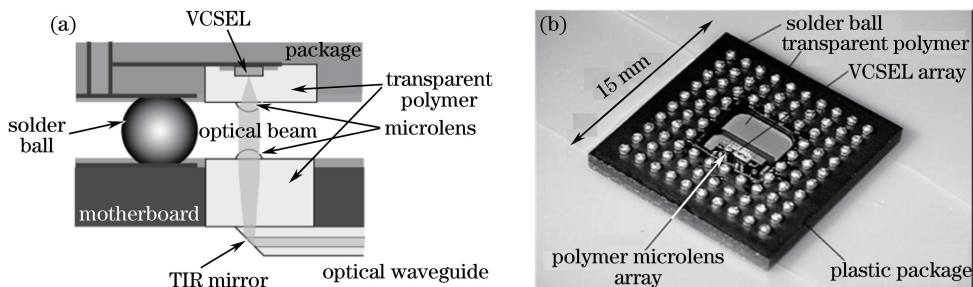 (a)
VCSEL
package
transparent
polymer
microlens
solder
ball
optical beam
motherboard
TIR mirror
optical waveguide
(b)
15 mm
solder ball
transparent polymer
VCSEL array
polymer microlens
array
plastic package